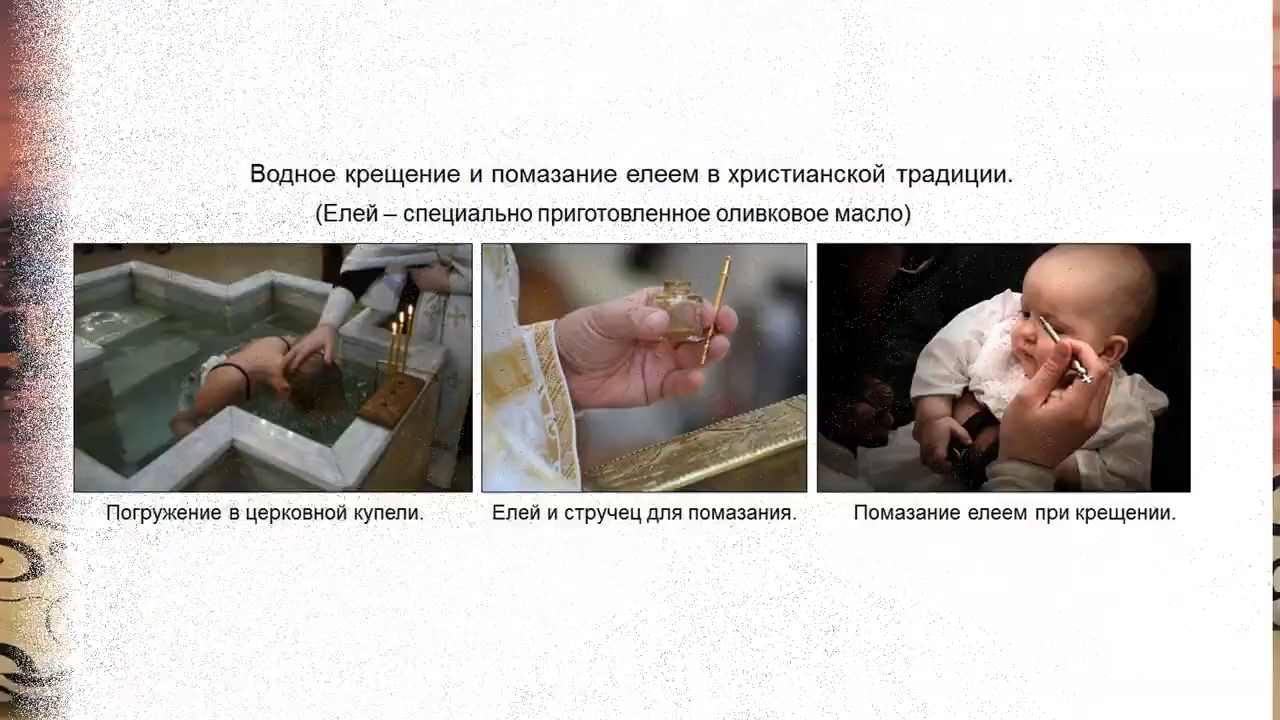 Водное крещение и помазание елеем в христианской традиции.
(Елей – специально приготовленное оливковое масло)
Погружение в церковной купели.
Елей и стручец для помазания.
Помазание елеем при крещении.